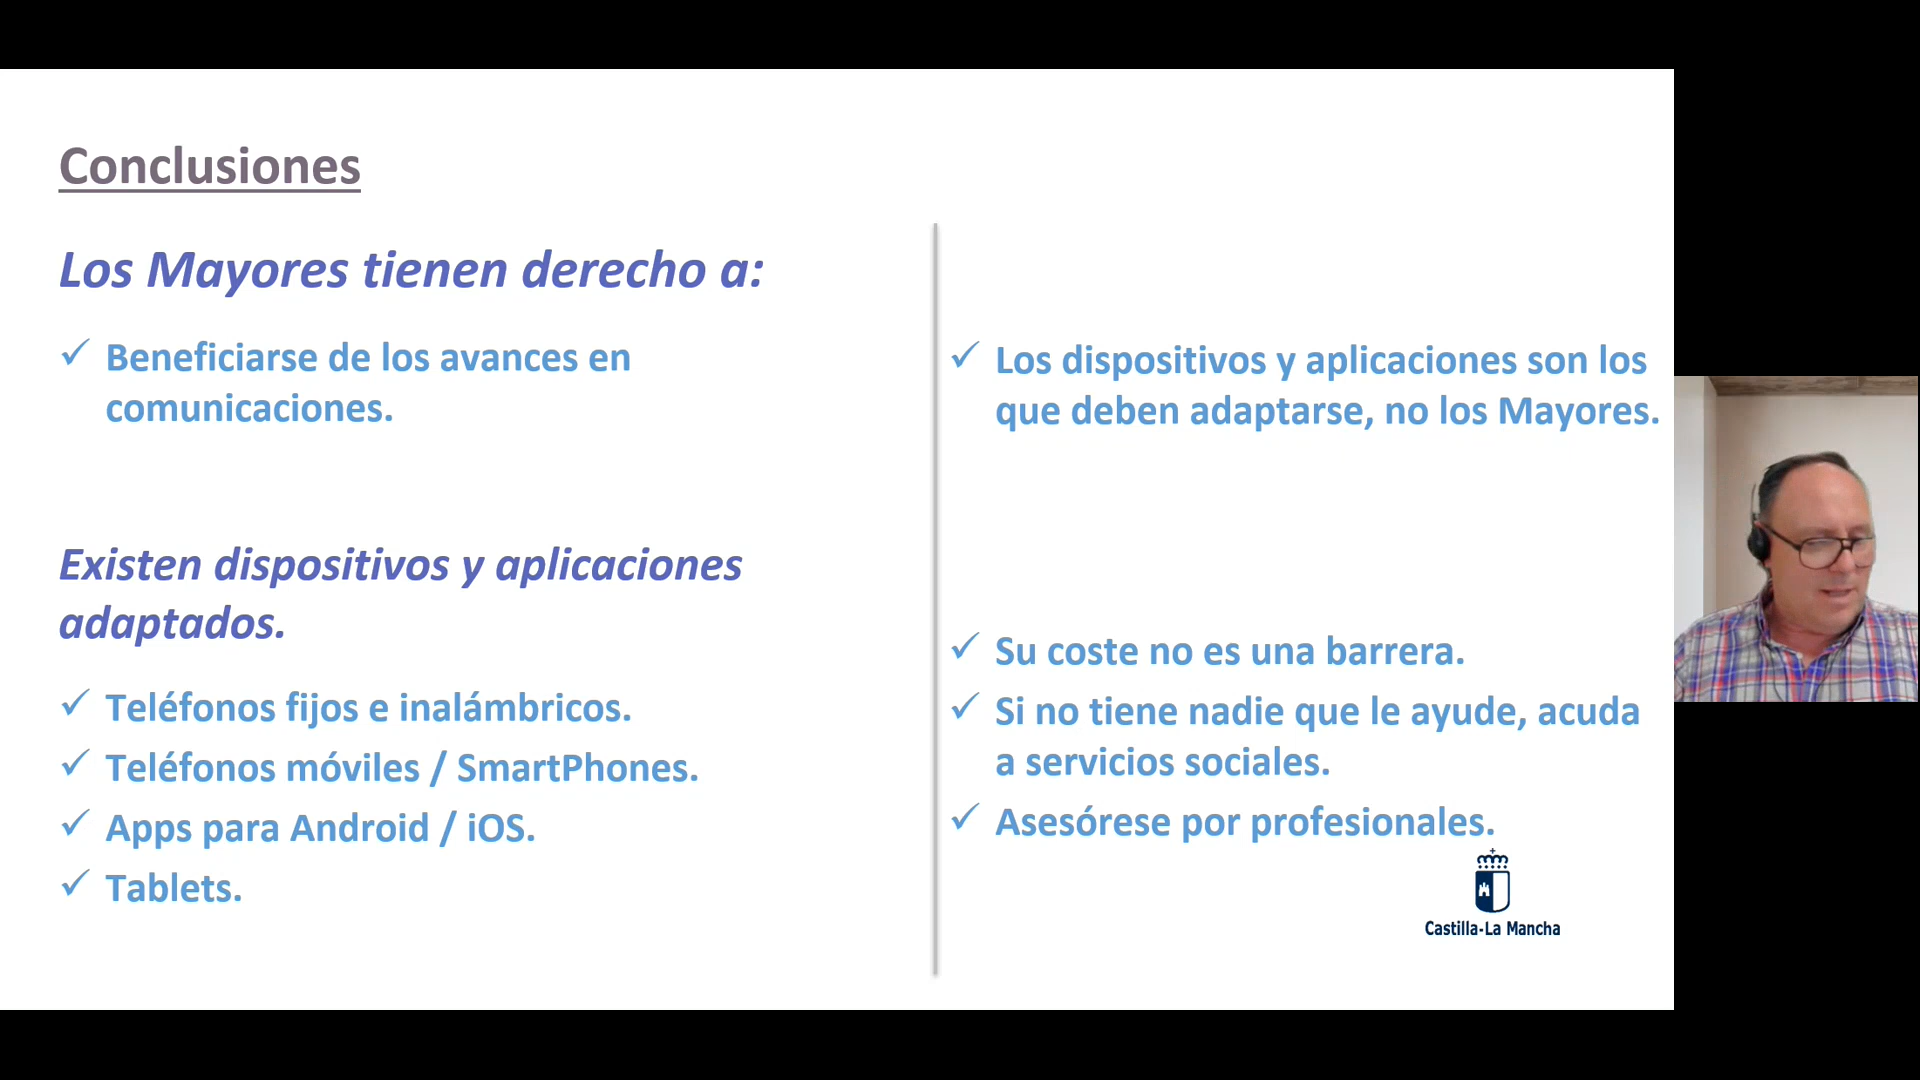 Conclusiones
Los Mayores tienen derecho a:
✓ Beneficiarse de los avances en
comunicaciones.
Existen dispositivos y aplicaciones
adaptados.
✓ Teléfonos fijos e inalámbricos.
✓ Teléfonos móviles / SmartPhones.
✓ Apps para Android / iOS.
✓ Tablets.
✓ Los dispositivos y aplicaciones son los
que deben adaptarse, no los Mayores.
✓ Su coste no es una barrera.
✓ Si no tiene nadie que le ayude, acuda
a servicios sociales.
✓ Asesórese por profesionales.
Castilla-La Mancha